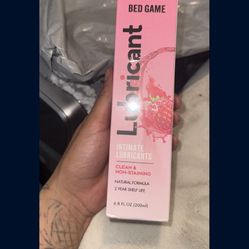 BED GAME
Lubricant
INTIMATE
LUBRICANTS
CLEAN &
NON-STAINING
NATURAL FORMULA
2 YEAR SHELF LIFE
6.8 FL OZ (200ml)